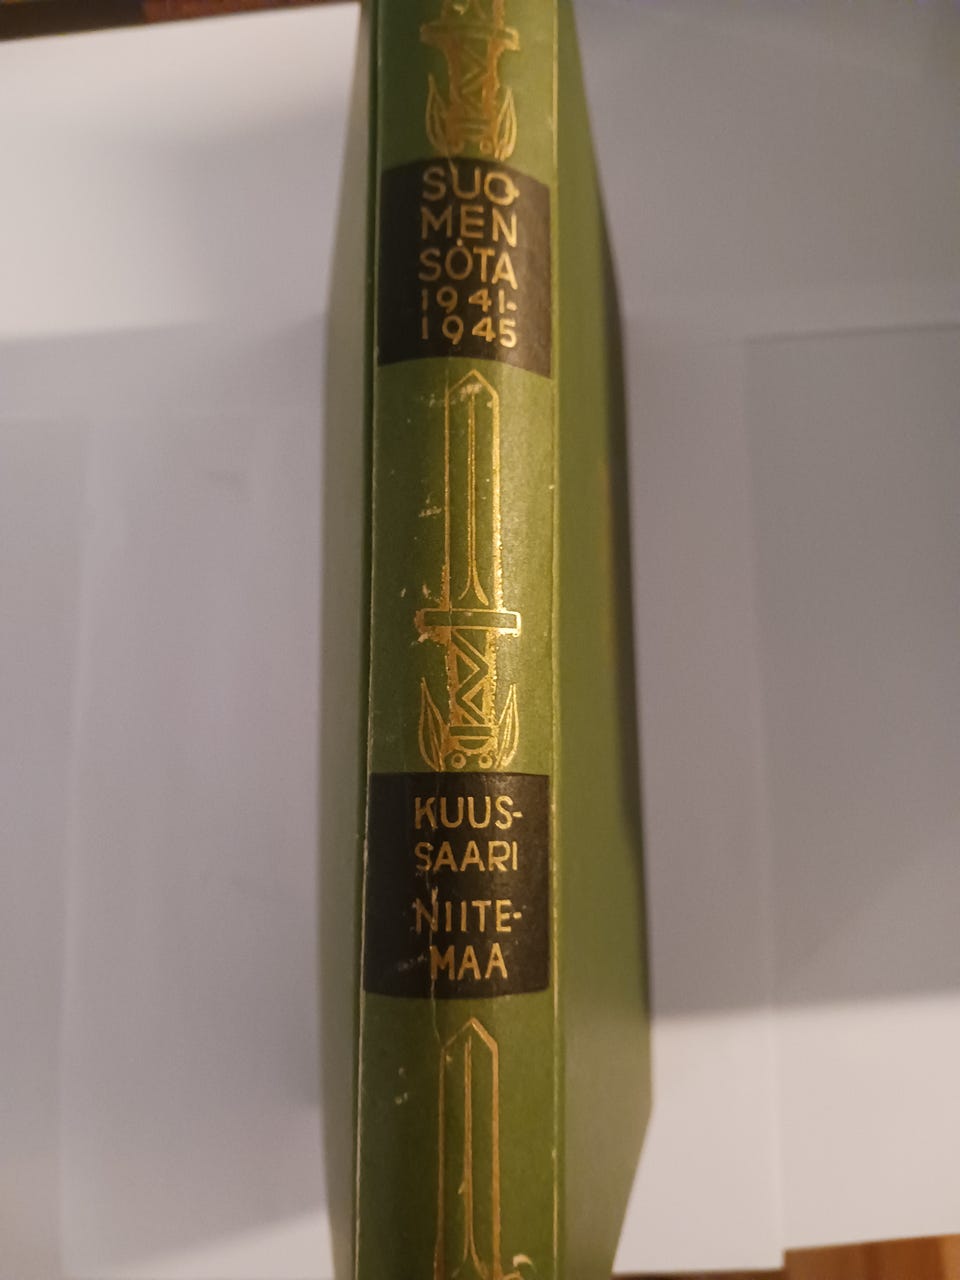 SUO-
MEN
SOTA
1941-
1945
KUUS-
SAARI
NIITE-
MAA